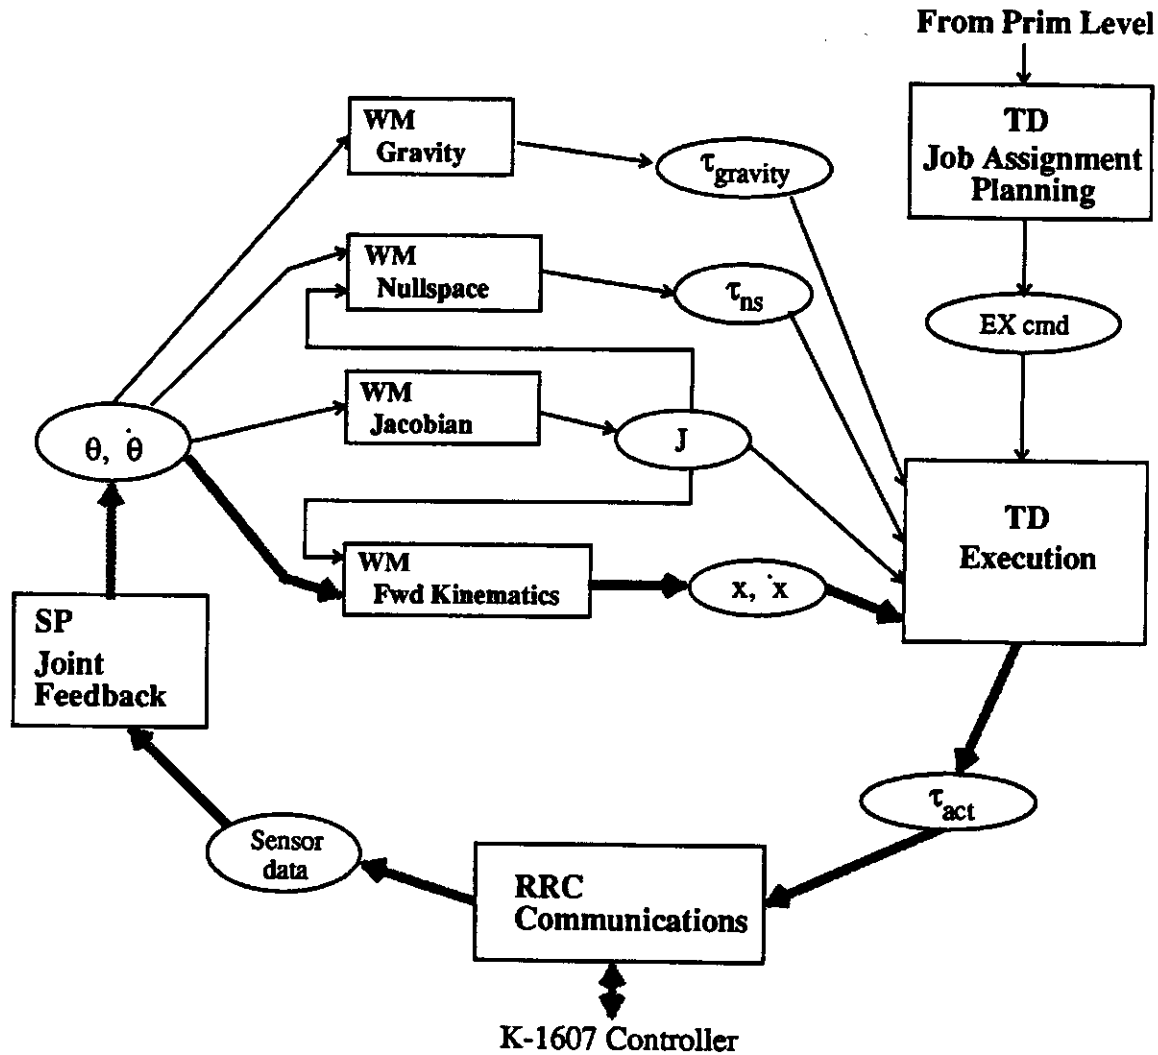 From Prim Level
TD
Job Assignment
Planning
WM
Gravity
τgravity
WM
Nullspace
τns
EX cmd
WM
Jacobian
J
θ, θ̇
TD
Execution
WM
Fwd Kinematics
x, ẋ
SP
Joint
Feedback
τact
Sensor
data
RRC
Communications
K-1607 Controller